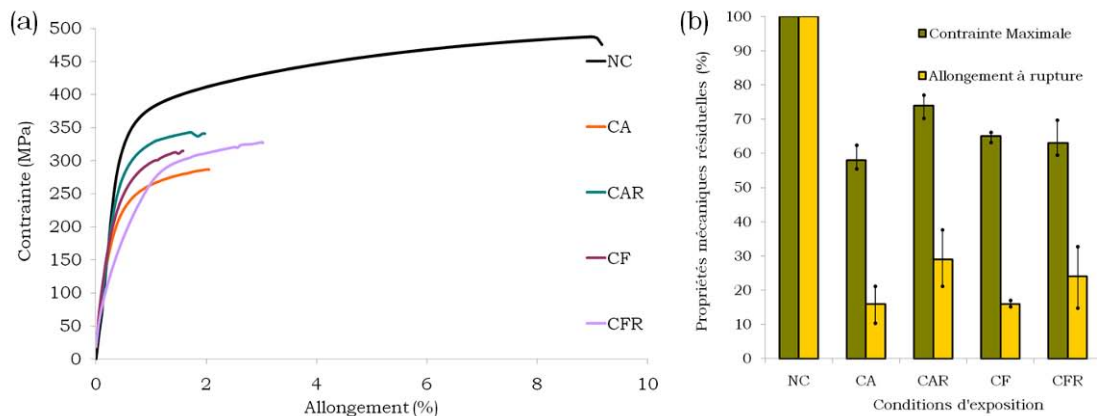 (a)
500
450
400
350
300
250
200
150
100
50
0
Contrainte (MPa)
0 2 4 6 8 10
Allongement (%)
NC
CA
CAR
CF
CFR
(b)
100
90
80
70
60
50
40
30
20
10
0
Propriétés mécaniques résiduelles (%)
Contrainte Maximale
Allongement à rupture
NC CA CAR CF CFR
Conditions d'exposition